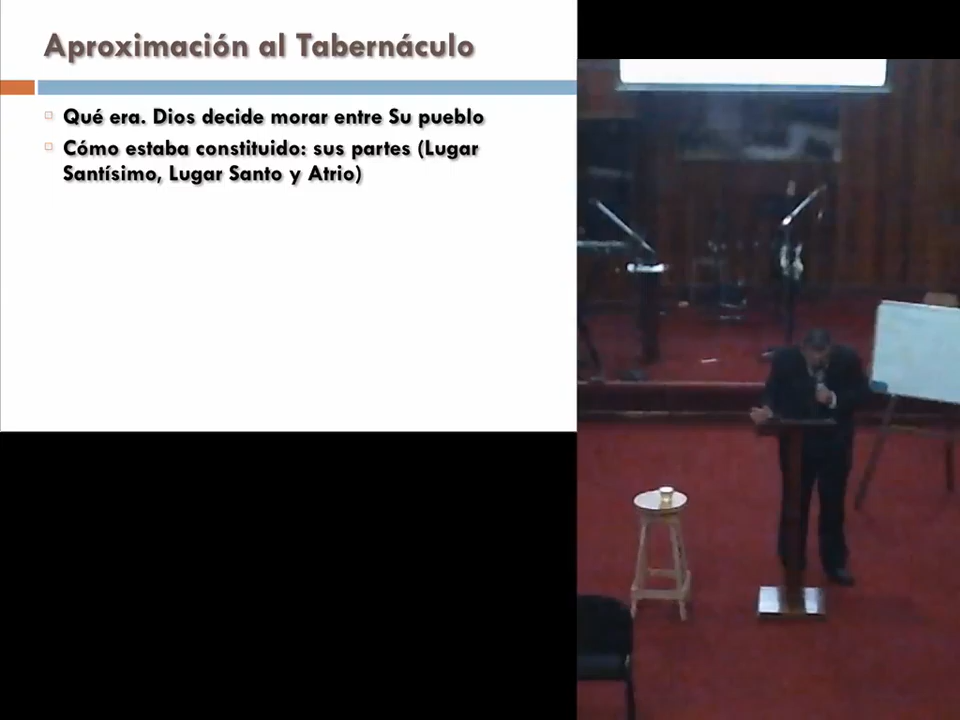 Aproximación al Tabernáculo
Qué era. Dios decide morar entre Su pueblo
Cómo estaba constituido: sus partes (Lugar
Santísimo, Lugar Santo y Atrio)